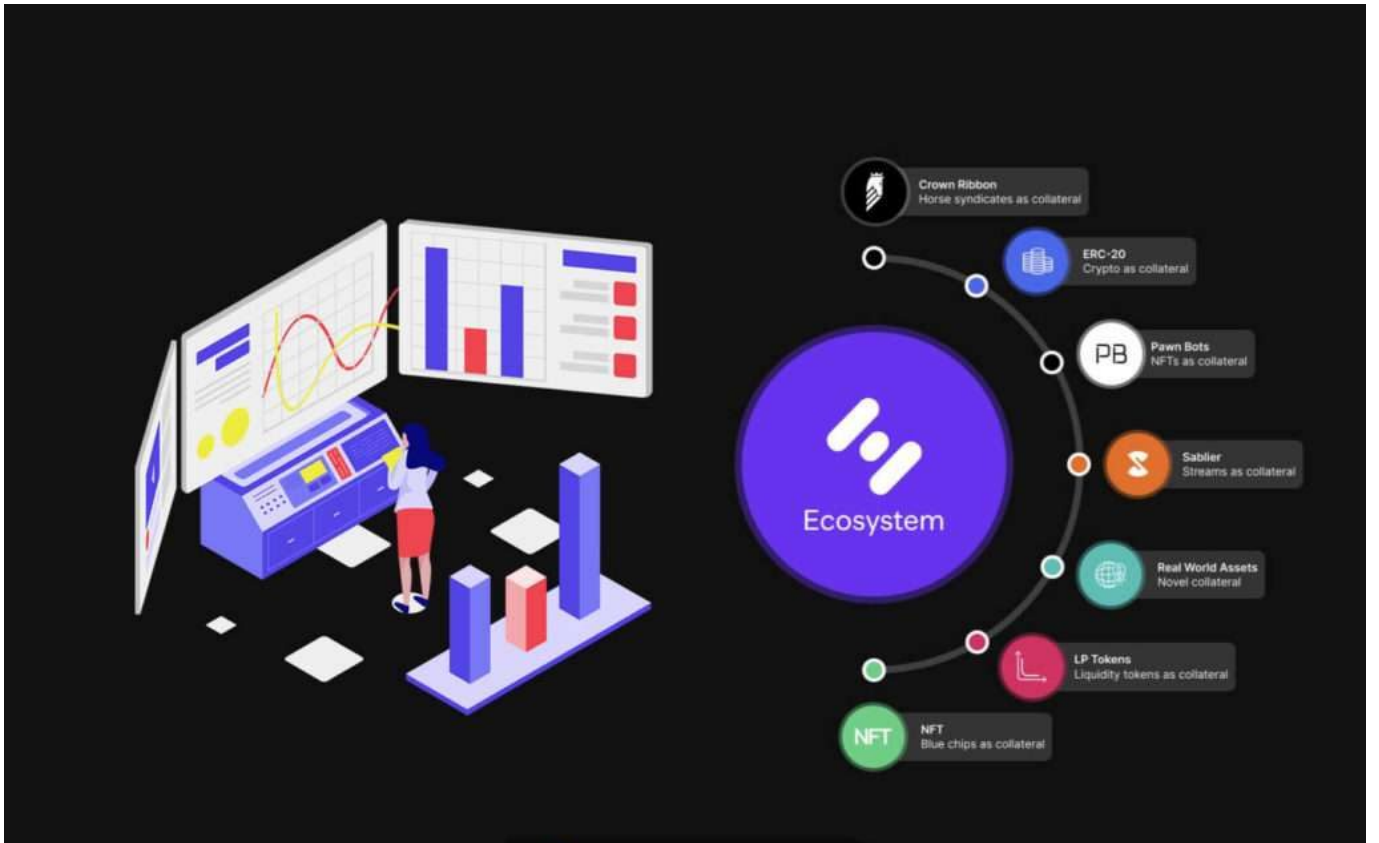 Crown Ribbon
Horse syndicates as collateral
ERC-20
Crypto as collateral
PB
Pawn Bots
NFTs as collateral
Ecosystem
Sablier
Streams as collateral
Real World Assets
Novel collateral
LP Tokens
Liquidity tokens as collateral
NFT
NFT
Blue chips as collateral